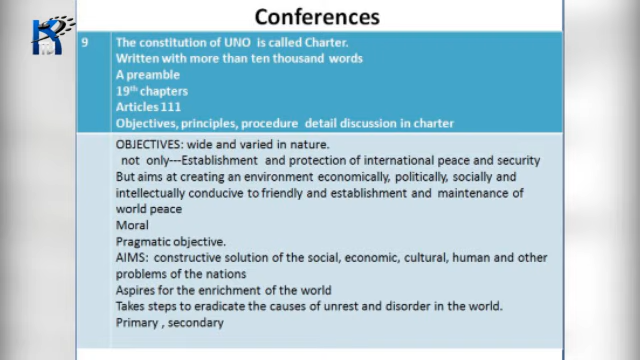 Conferences
9 The constitution of UNO is called Charter.
Written with more than ten thousand words
A preamble
19th chapters
Articles 111
Objectives, principles, procedure detail discussion in charter
OBJECTIVES: wide and varied in nature.
not only---Establishment and protection of international peace and security
But aims at creating an environment economically, politically, socially and
intellectually conducive to friendly and establishment and maintenance of
world peace
Moral
Pragmatic objective.
AIMS: constructive solution of the social, economic, cultural, human and other
problems of the nations
Aspires for the enrichment of the world
Takes steps to eradicate the causes of unrest and disorder in the world.
Primary , secondary